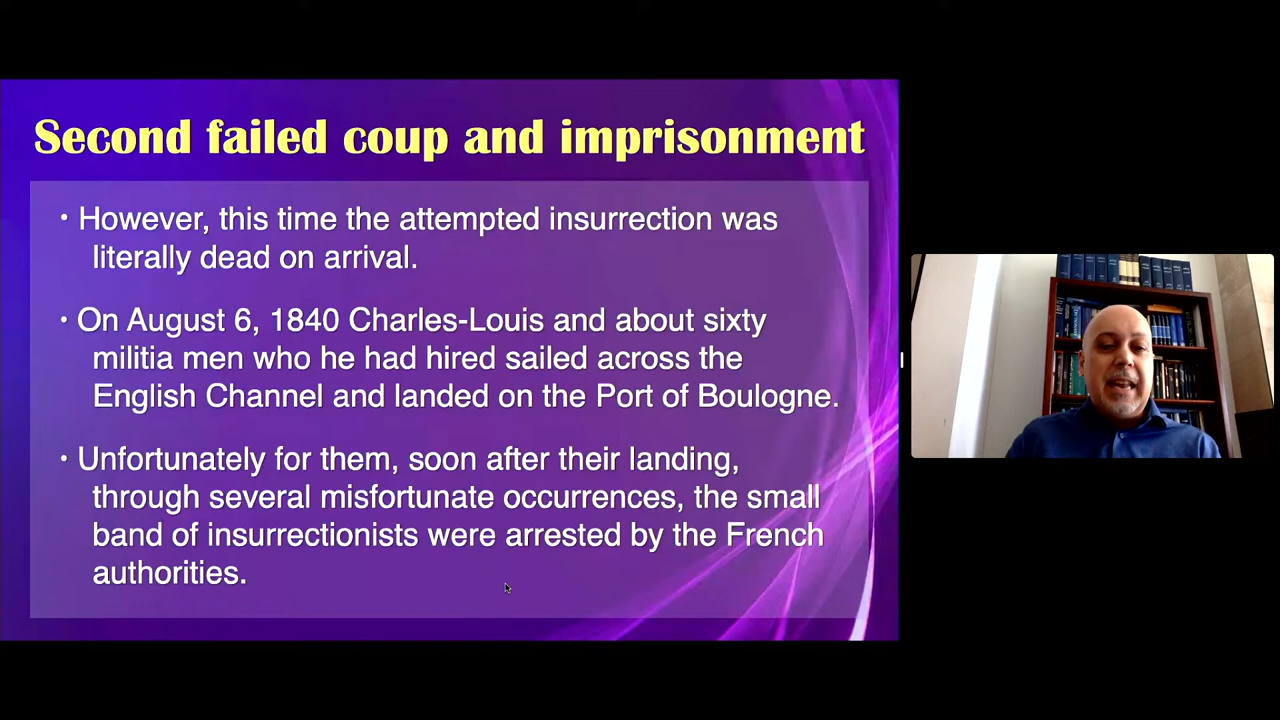 Second failed coup and imprisonment
• However, this time the attempted insurrection was
literally dead on arrival.
• On August 6, 1840 Charles-Louis and about sixty
militia men who he had hired sailed across the
English Channel and landed on the Port of Boulogne.
• Unfortunately for them, soon after their landing,
through several misfortunate occurrences, the small
band of insurrectionists were arrested by the French
authorities.